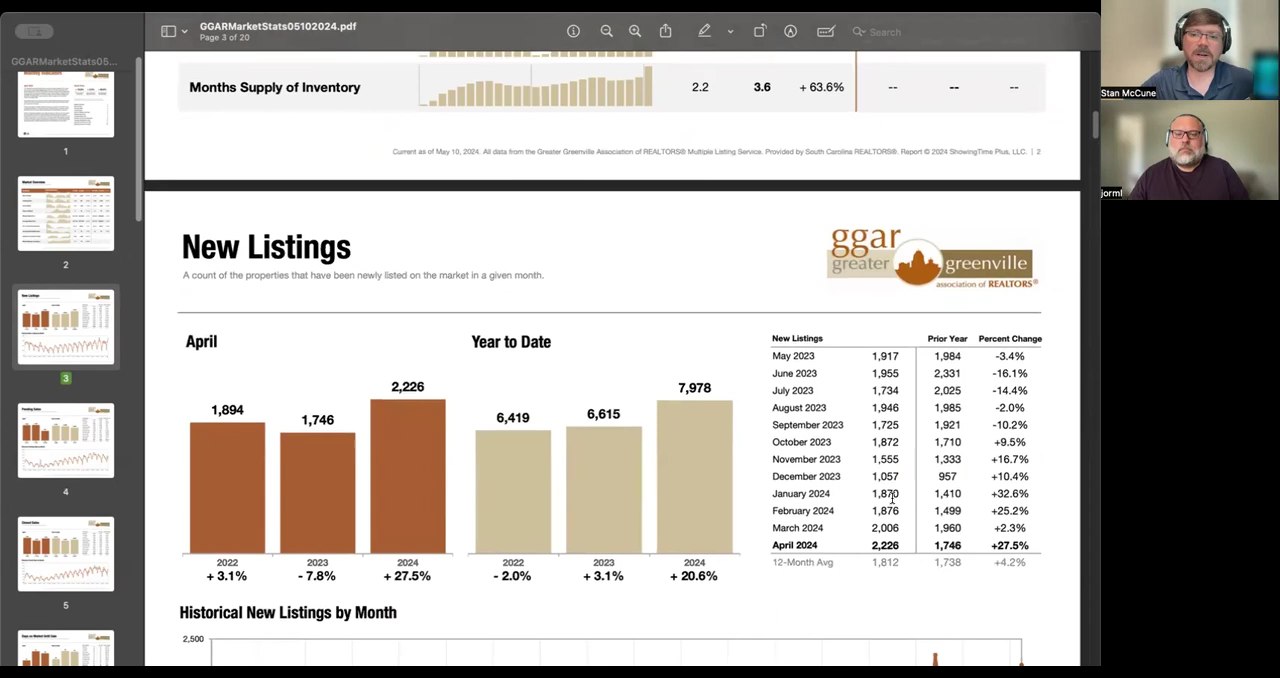 GGARMarketStats05102024.pdf
Page 3 of 20
Search
GGARMarketStats05...
1
2
3
4
5
Months Supply of Inventory 2.2 3.6 + 63.6% -- -- --
Current as of May 10, 2024. All data from the Greater Greenville Association of REALTORS® Multiple Listing Service. Provided by South Carolina REALTORS®. Report © 2024 ShowingTime Plus, LLC. | 2
New Listings
A count of the properties that have been newly listed on the market in a given month.
ggar
greater greenville
association of REALTORS®
April
1,894 1,746 2,226
2022 2023 2024
+ 3.1% - 7.8% + 27.5%
Year to Date
6,419 6,615 7,978
2022 2023 2024
- 2.0% + 3.1% + 20.6%
New Listings Prior Year Percent Change
May 2023 1,917 1,984 -3.4%
June 2023 1,955 2,331 -16.1%
July 2023 1,734 2,025 -14.4%
August 2023 1,946 1,985 -2.0%
September 2023 1,725 1,921 -10.2%
October 2023 1,872 1,710 +9.5%
November 2023 1,555 1,333 +16.7%
December 2023 1,057 957 +10.4%
January 2024 1,870 1,410 +32.6%
February 2024 1,876 1,499 +25.2%
March 2024 2,006 1,960 +2.3%
April 2024 2,226 1,746 +27.5%
12-Month Avg 1,812 1,738 +4.2%
Historical New Listings by Month
2,500
Stan McCune
jorml